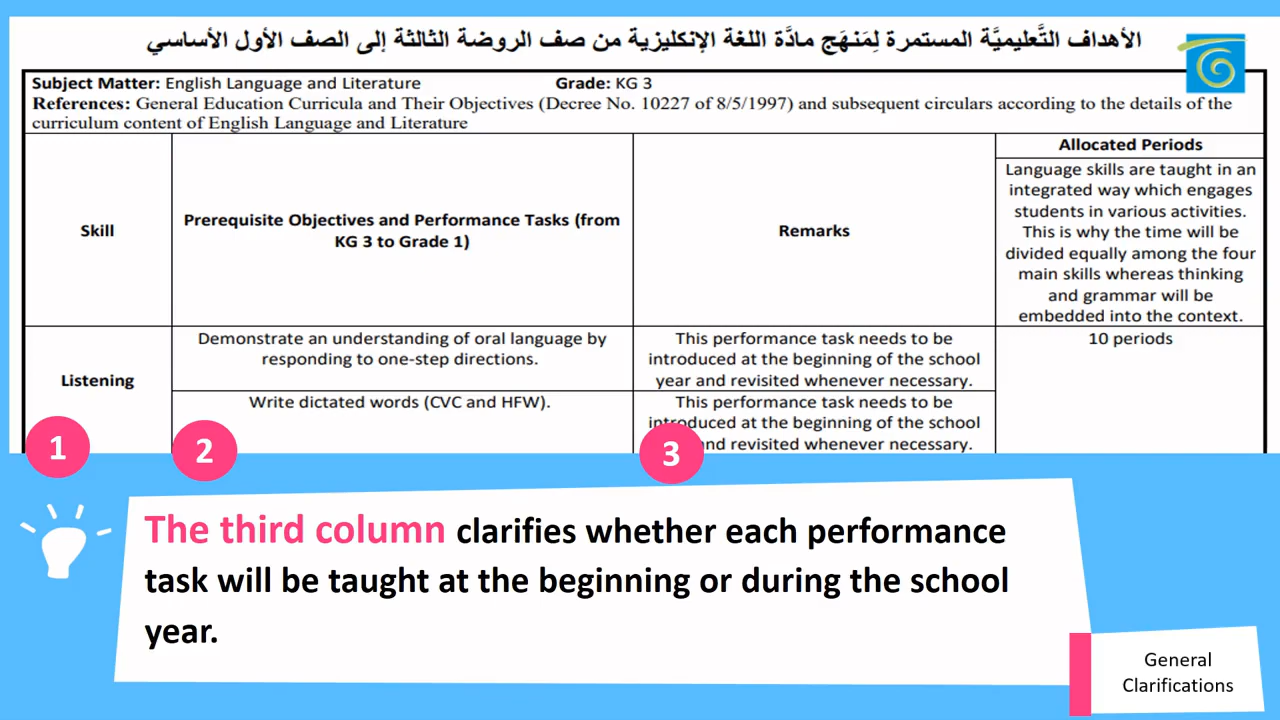 الأهداف التَّعليميَّة المستمرة لِمَنهَج مادَّة اللغة الإنكليزية من صف الروضة الثالثة إلى الصف الأول الأساسي
Subject Matter: English Language and Literature Grade: KG 3
References: General Education Curricula and Their Objectives (Decree No. 10227 of 8/5/1997) and subsequent circulars according to the details of the
curriculum content of English Language and Literature
Skill
Prerequisite Objectives and Performance Tasks (from
KG 3 to Grade 1)
Remarks
Allocated Periods
Language skills are taught in an
integrated way which engages
students in various activities.
This is why the time will be
divided equally among the four
main skills whereas thinking
and grammar will be
embedded into the context.
Listening
Demonstrate an understanding of oral language by
responding to one-step directions.
This performance task needs to be
introduced at the beginning of the school
year and revisited whenever necessary.
10 periods
Write dictated words (CVC and HFW).
This performance task needs to be
introduced at the beginning of the school
and revisited whenever necessary.
1
2
3
The third column clarifies whether each performance
task will be taught at the beginning or during the school
year.
General
Clarifications